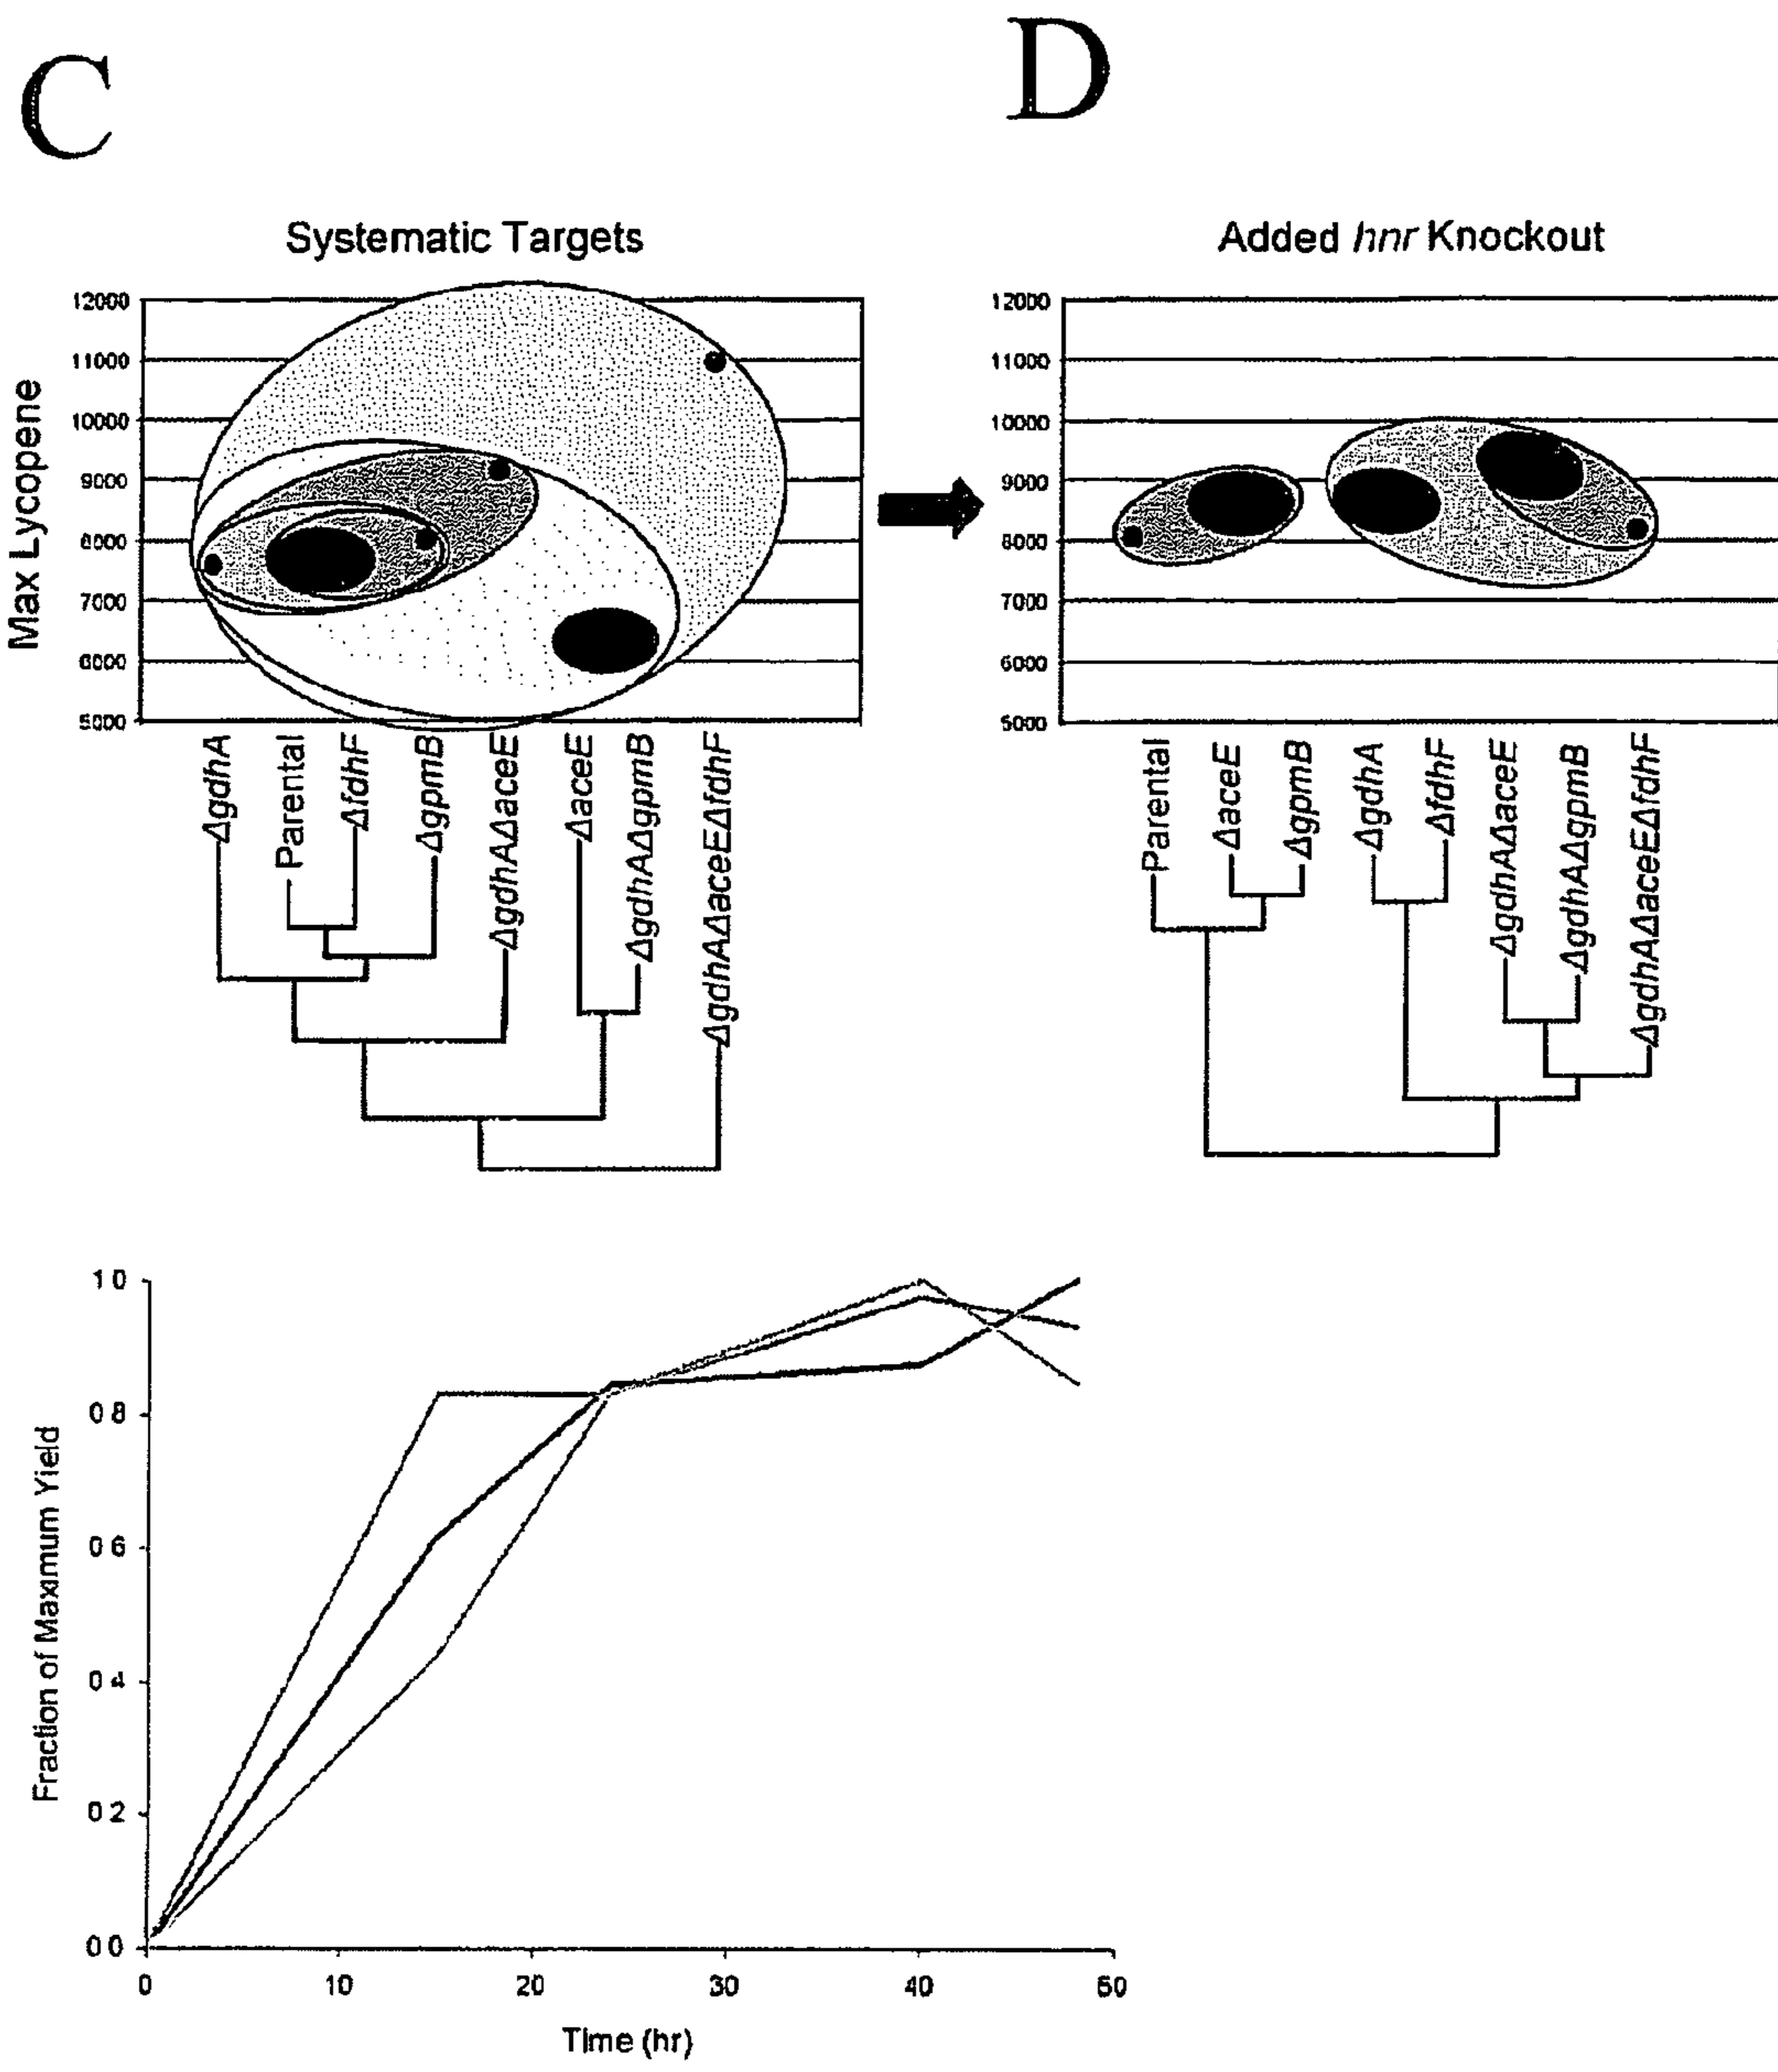 C
D
Systematic Targets
Added hnr Knockout
Max Lycopene
12000
11000
10000
9000
8000
7000
6000
5000
12000
11000
10000
9000
8000
7000
6000
5000
ΔgdhA
Parental
ΔfdhF
ΔgpmB
ΔgdhAΔaceE
ΔaceE
ΔgdhAΔgpmB
ΔgdhAΔaceEΔfdhF
Parental
ΔaceE
ΔgpmB
ΔgdhA
ΔfdhF
ΔgdhAΔaceE
ΔgdhAΔgpmB
ΔgdhAΔaceEΔfdhF
Fraction of Maximum Yield
1 0
0 8
0 6
0 4
0 2
0 0
0
10
20
30
40
50
Time (hr)